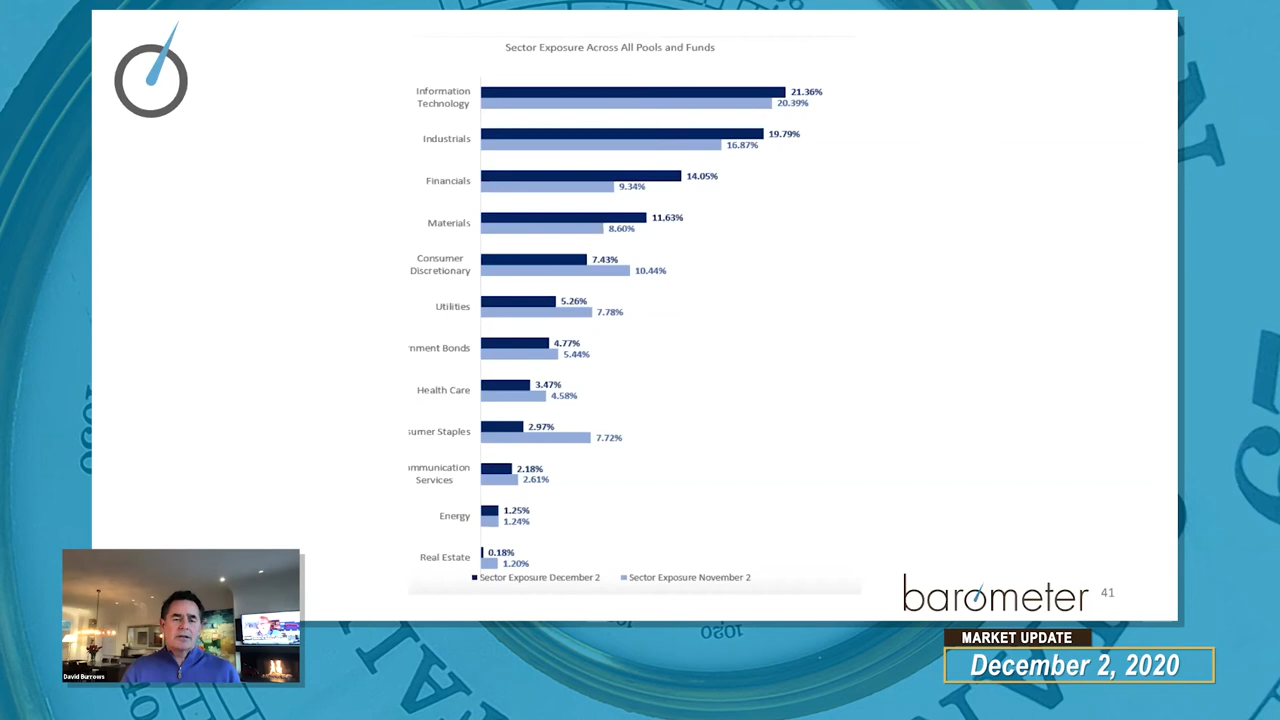 Sector Exposure Across All Pools and Funds
Information
Technology
21.36%
20.39%
Industrials
19.79%
16.87%
Financials
14.05%
9.34%
Materials
11.63%
8.60%
Consumer
Discretionary
7.43%
10.44%
Utilities
5.26%
7.78%
nment Bonds
4.77%
5.44%
Health Care
3.47%
4.58%
sumer Staples
2.97%
7.72%
mmunication
Services
2.18%
2.61%
Energy
1.25%
1.24%
Real Estate
0.18%
1.20%
Sector Exposure December 2 Sector Exposure November 2
barometer 41
MARKET UPDATE
December 2, 2020
David Burrows
1020